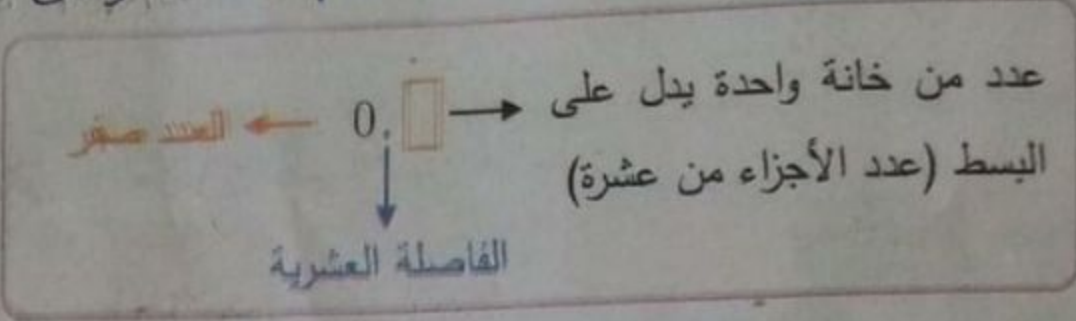 عدد من خانة واحدة يدل على
البسط (عدد الأجزاء من عشرة)
0.
العدد صفر
الفاصلة العشرية